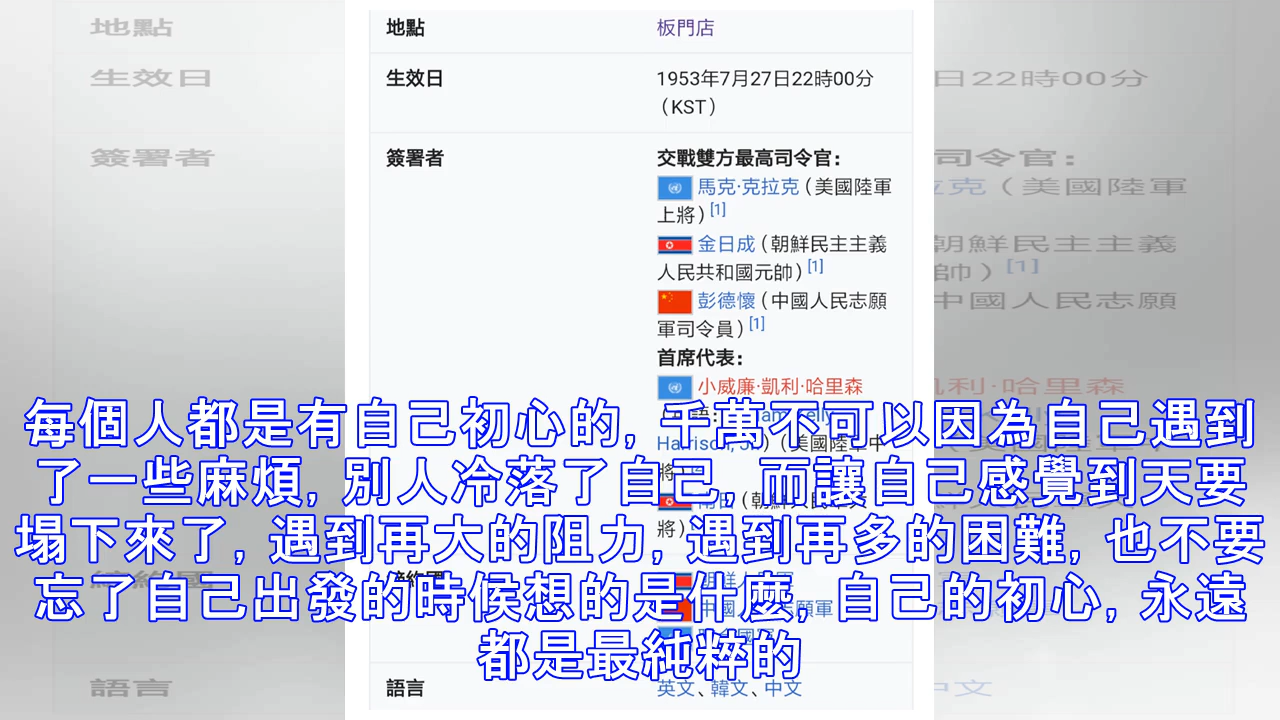 地點 板門店
生效日 1953年7月27日22時00分
（KST）
簽署者 交戰雙方最高司令官：
馬克·克拉克（美國陸軍
上將）[1]
金日成（朝鮮民主主義
人民共和國元帥）[1]
彭德懷（中國人民志願
軍司令員）[1]
首席代表：
小威廉·凱利·哈里森
每個人都是有自己初心的, 千萬不可以因為自己遇到
了一些麻煩, 別人冷落了自己, 而讓自己感覺到天要
塌下來了, 遇到再大的阻力, 遇到再多的困難, 也不要
忘了自己出發的時候想的是什麼, 自己的初心, 永遠
都是最純粹的
語言 英文、韓文、中文